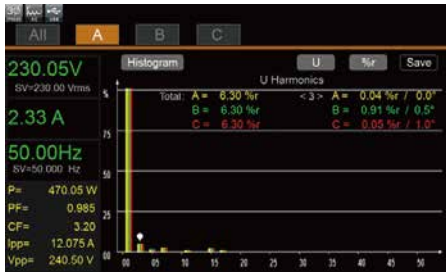 3Φ AC USB
All A B C
230.05V
SV=230.00 Vrms
2.33 A
50.00Hz
SV=50.000 Hz
P= 470.05 W
PF= 0.985
CF= 3.20
Ipp= 12.075 A
Vpp= 240.50 V
Histogram U %r Save
U Harmonics
Total: A = 6.30 %r <3> A = 0.04 %r / 0.0°
B = 6.30 %r B = 0.91 %r / 0.5°
C = 6.30 %r C = 0.05 %r / 1.0°
%
75
50
25
00
00 05 10 15 20 25 30 35 40 45 50